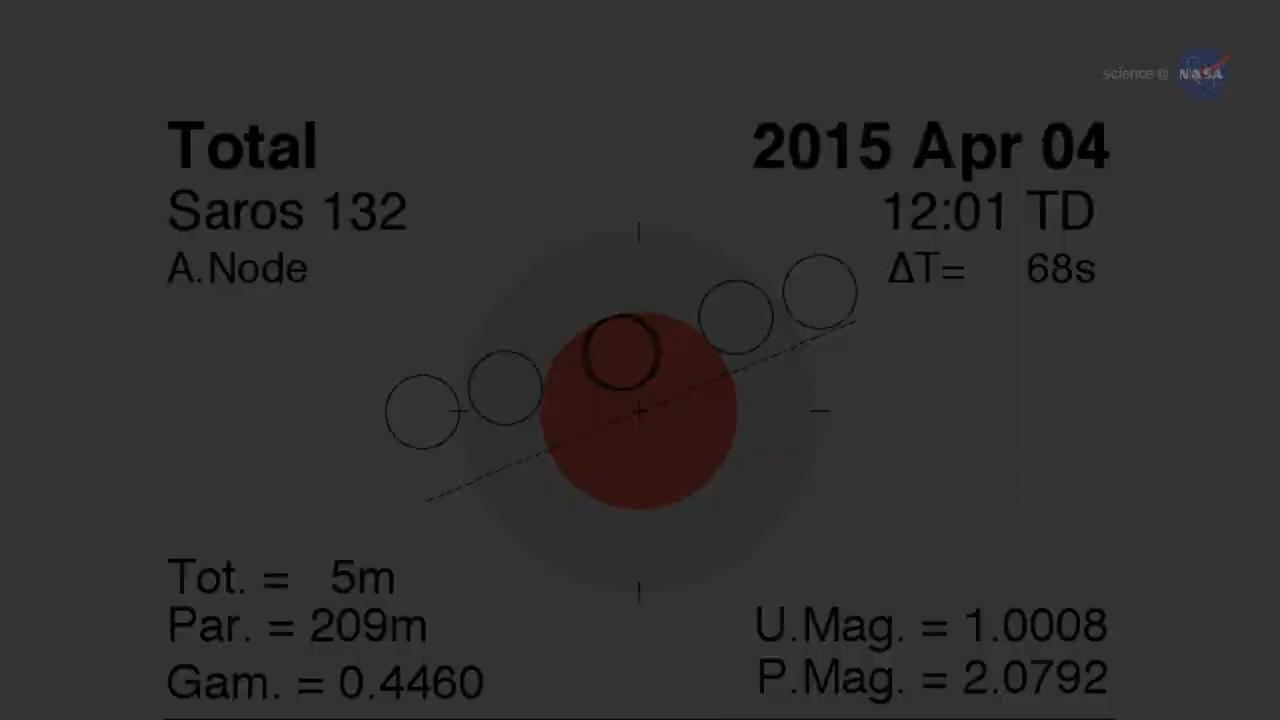 science @ NASA
Total
2015 Apr 04
Saros 132
12:01 TD
A.Node
ΔT= 68s
Tot. = 5m
Par. = 209m
U.Mag. = 1.0008
Gam. = 0.4460
P.Mag. = 2.0792